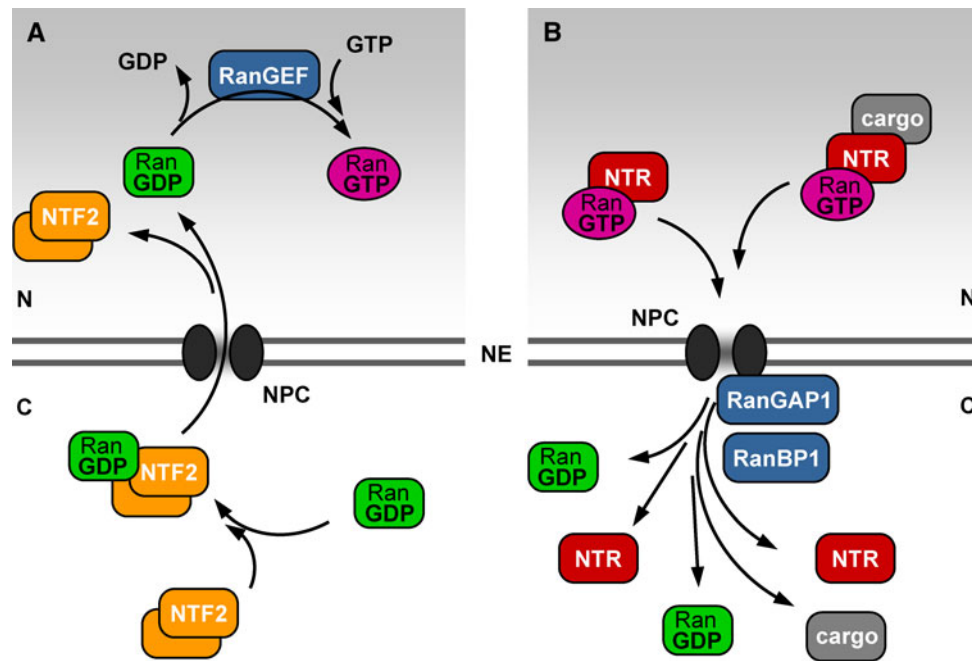 A
GDP
RanGEF
GTP
Ran
GDP
Ran
GTP
NTF2
N
NPC
C
Ran
GDP
NTF2
Ran
GDP
NTF2
NE
B
cargo
NTR
Ran
GTP
NTR
Ran
GTP
N
NPC
C
RanGAP1
RanBP1
Ran
GDP
NTR
NTR
Ran
GDP
cargo